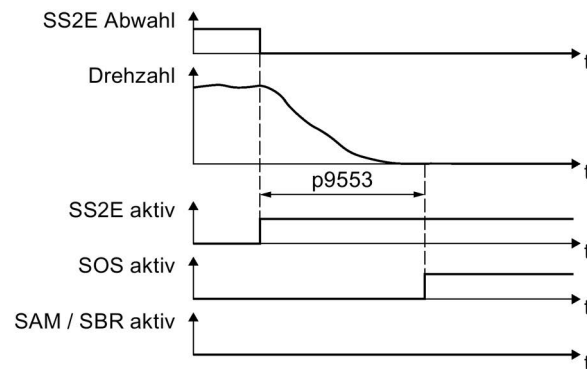 SS2E Abwahl
t
Drehzahl
t
p9553
SS2E aktiv
t
SOS aktiv
t
SAM / SBR aktiv
t